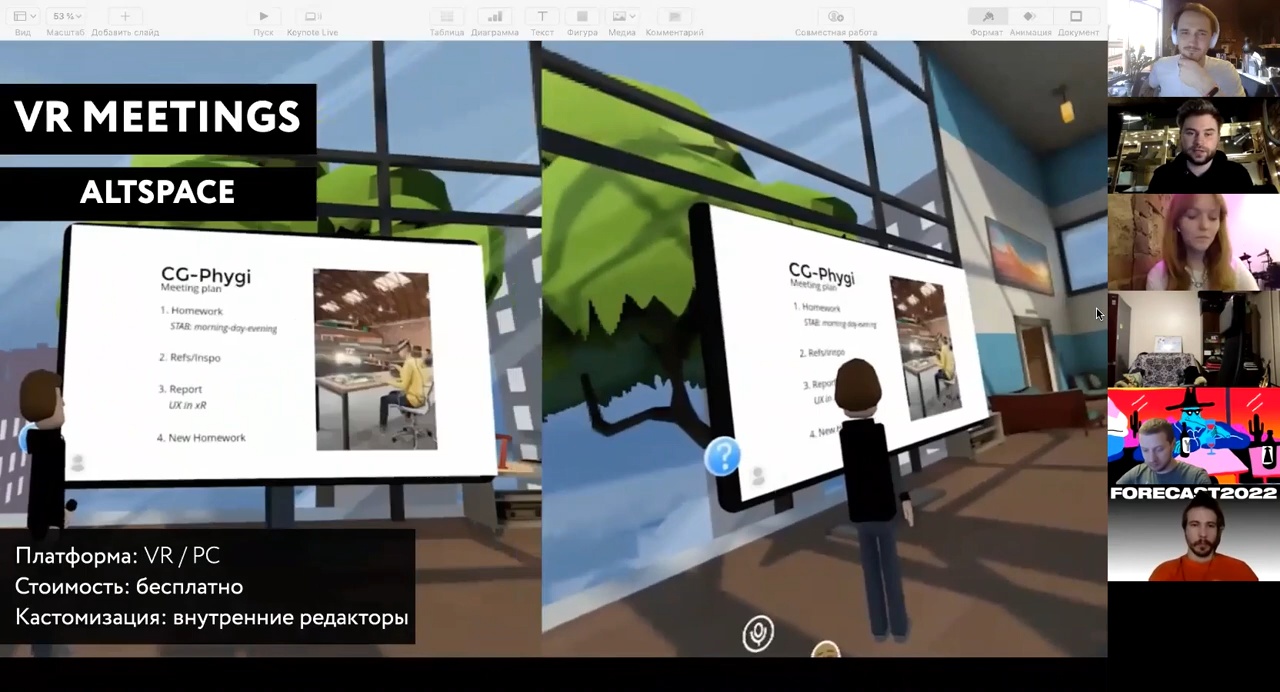 Вид
53 %
Масштаб
Добавить слайд
Пуск
Keynote Live
Таблица
Диаграмма
Текст
Фигура
Медиа
Комментарий
Совместная работа
Формат
Анимация
Документ
VR MEETINGS
ALTSPACE
CG-Phygi
Meeting plan
1. Homework
STAB: morning-day-evening
2. Refs/Inspo
3. Report
UX in xR
4. New Homework
CG-Phygi
Meeting plan
1. Homework
STAB: morning-day-evening
2. Refs/Inspo
3. Report
UX in
4. New
?
Платформа: VR / PC
Стоимость: бесплатно
Кастомизация: внутренние редакторы
FORECAST2022